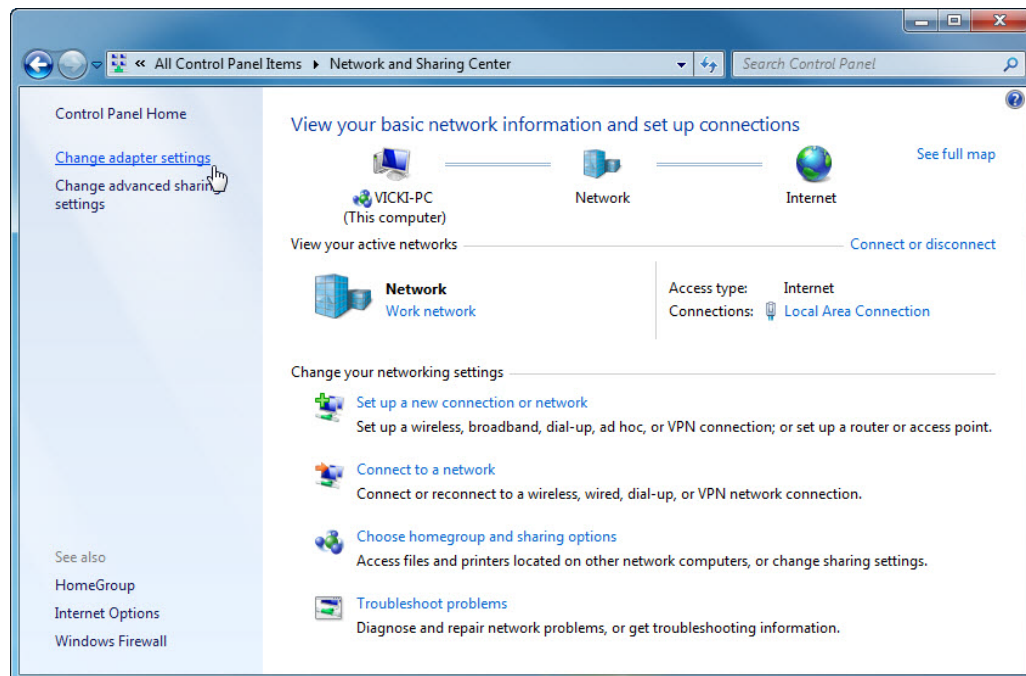 « All Control Panel Items ▸ Network and Sharing Center
Search Control Panel
Control Panel Home
Change adapter settings
Change advanced sharing
settings
View your basic network information and set up connections
See full map
VICKI-PC
(This computer)
Network
Internet
View your active networks
Connect or disconnect
Network
Work network
Access type: Internet
Connections: Local Area Connection
Change your networking settings
Set up a new connection or network
Set up a wireless, broadband, dial-up, ad hoc, or VPN connection; or set up a router or access point.
Connect to a network
Connect or reconnect to a wireless, wired, dial-up, or VPN network connection.
Choose homegroup and sharing options
Access files and printers located on other network computers, or change sharing settings.
Troubleshoot problems
Diagnose and repair network problems, or get troubleshooting information.
See also
HomeGroup
Internet Options
Windows Firewall